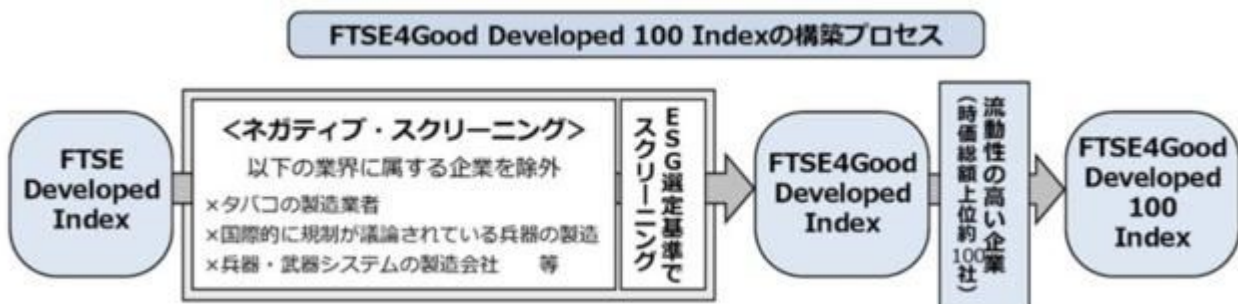 FTSE4Good Developed 100 Indexの構築プロセス
FTSE
Developed
Index
<ネガティブ・スクリーニング>
以下の業界に属する企業を除外
×タバコの製造業者
×国際的に規制が議論されている兵器の製造
×兵器・武器システムの製造会社　等
ESG選定基準で
スクリーニング
FTSE4Good
Developed
Index
流動性の高い企業
(時価総額上位約100社)
FTSE4Good
Developed
100
Index